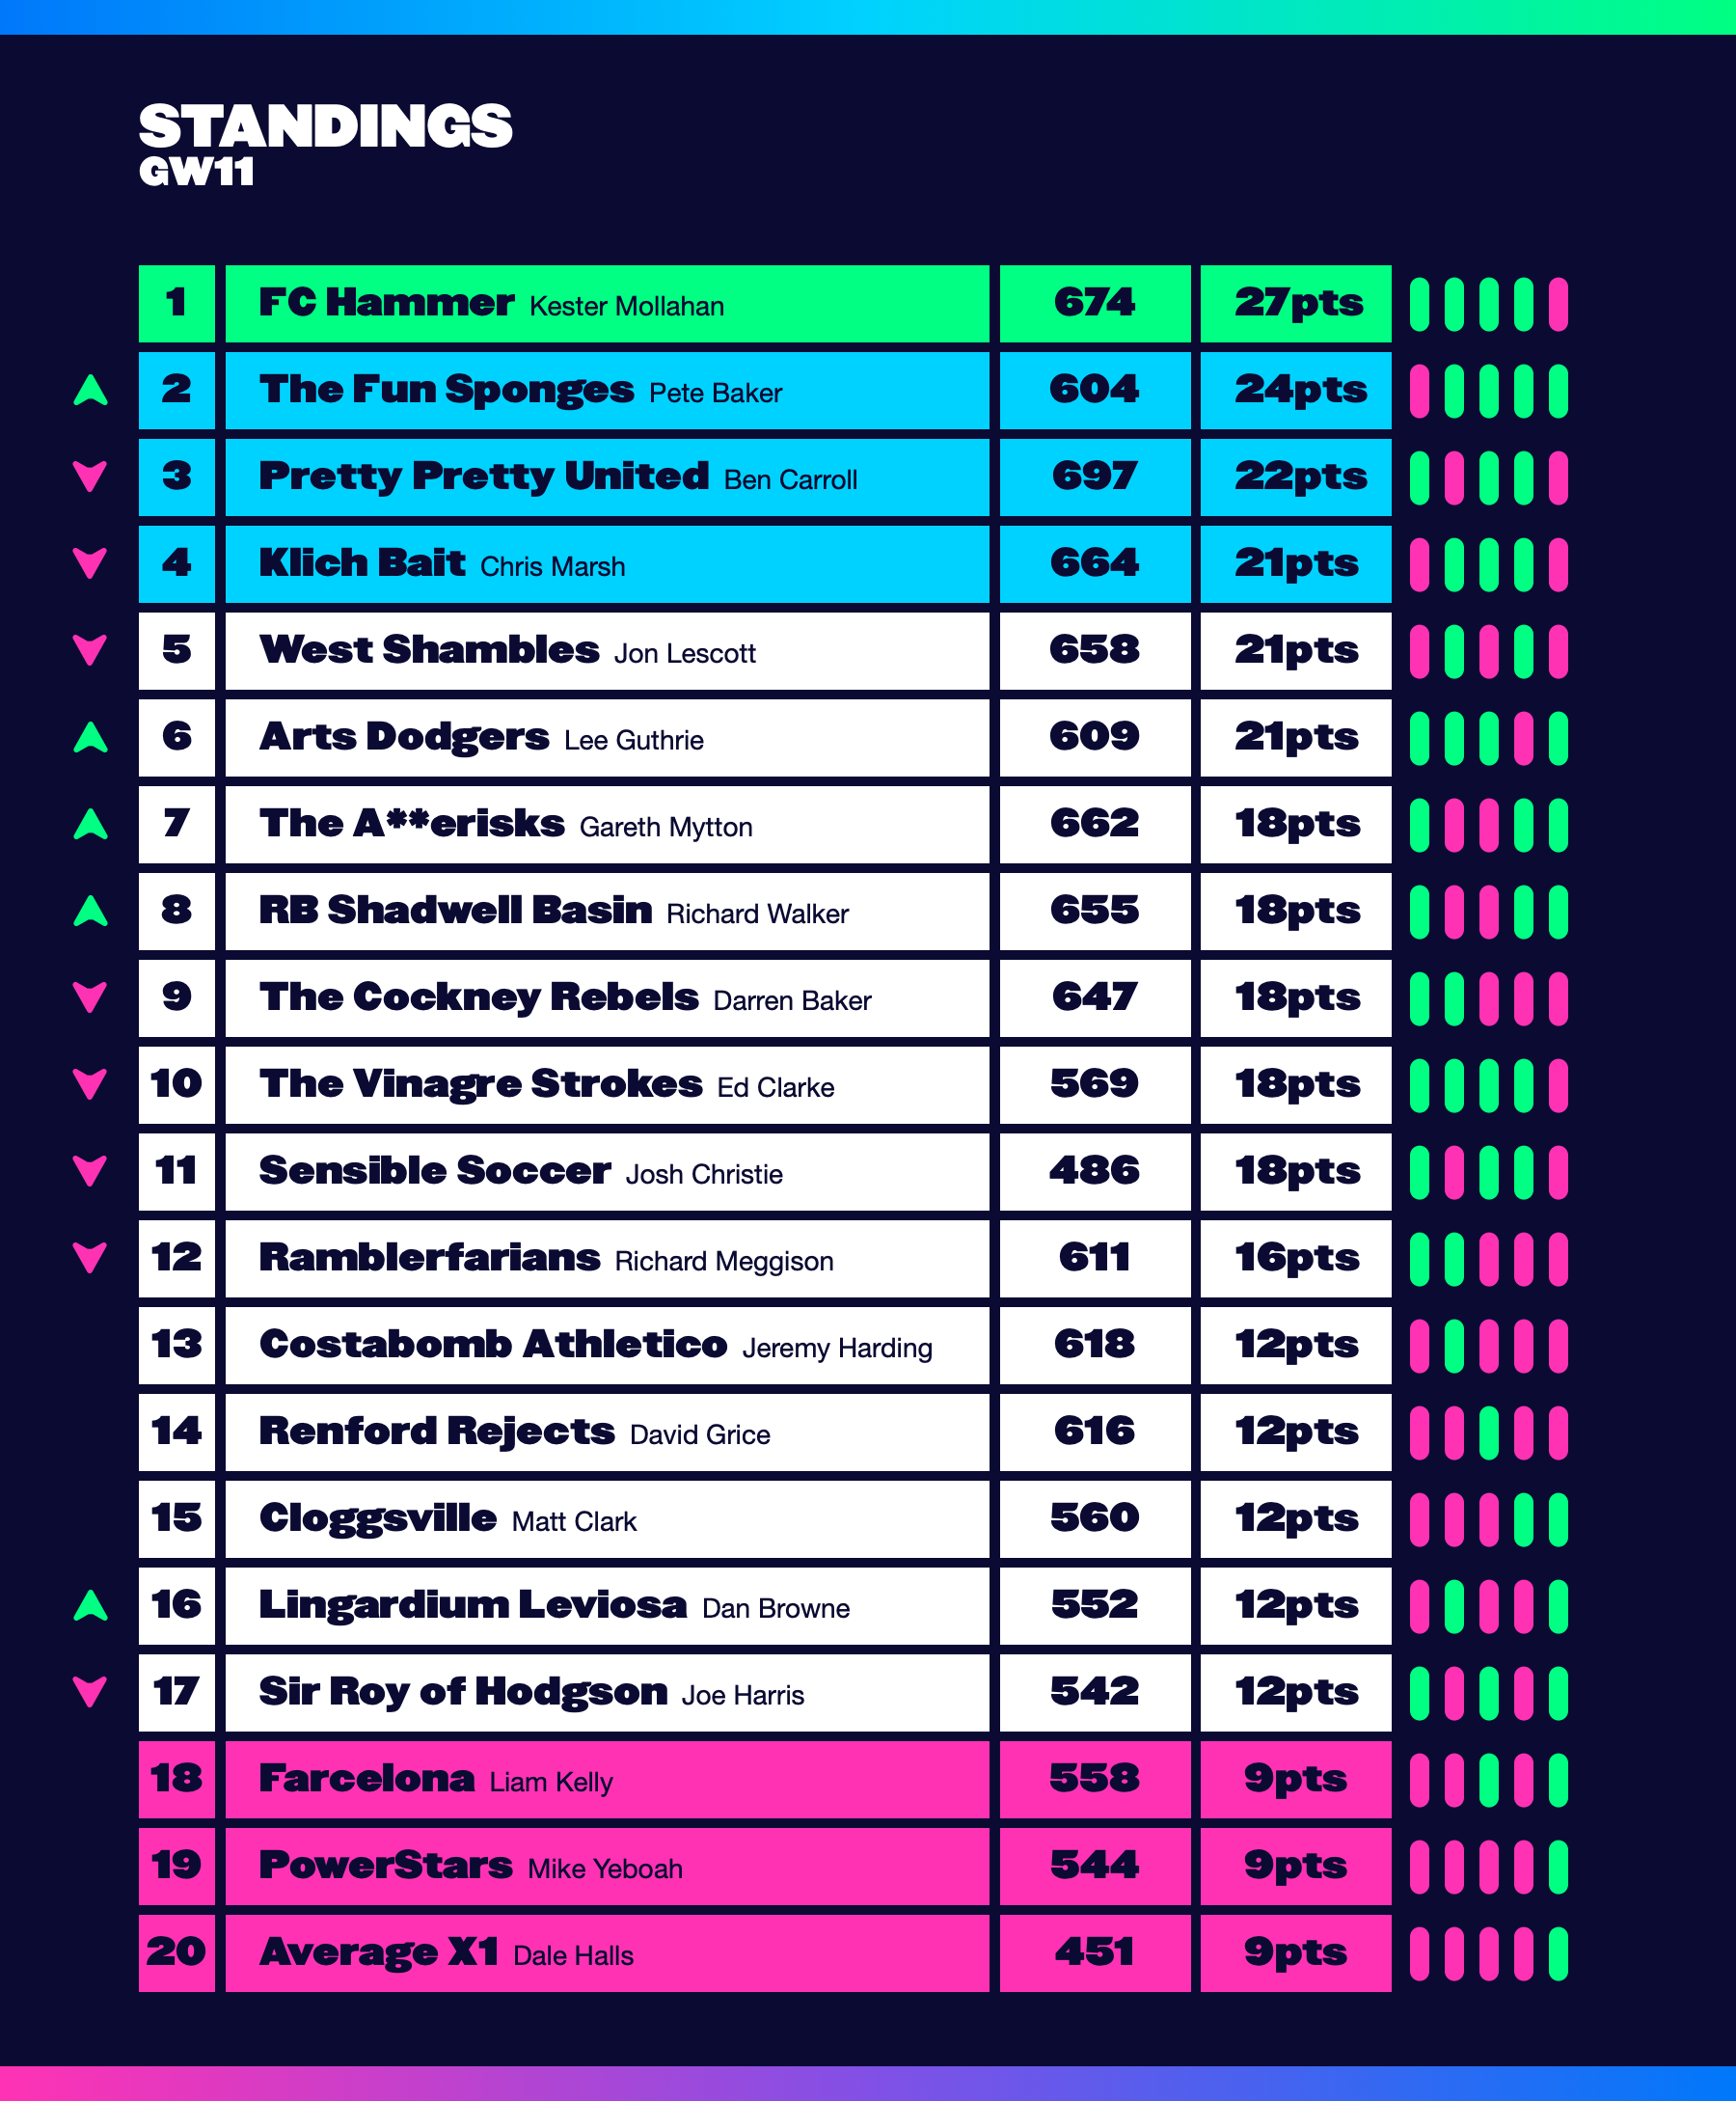 STANDINGS
GW11
1 FC Hammer Kester Mollahan 674 27pts
2 The Fun Sponges Pete Baker 604 24pts
3 Pretty Pretty United Ben Carroll 697 22pts
4 Klich Bait Chris Marsh 664 21pts
5 West Shambles Jon Lescott 658 21pts
6 Arts Dodgers Lee Guthrie 609 21pts
7 The A**erisks Gareth Mytton 662 18pts
8 RB Shadwell Basin Richard Walker 655 18pts
9 The Cockney Rebels Darren Baker 647 18pts
10 The Vinagre Strokes Ed Clarke 569 18pts
11 Sensible Soccer Josh Christie 486 18pts
12 Ramblerfarians Richard Meggison 611 16pts
13 Costabomb Athletico Jeremy Harding 618 12pts
14 Renford Rejects David Grice 616 12pts
15 Cloggsville Matt Clark 560 12pts
16 Lingardium Leviosa Dan Browne 552 12pts
17 Sir Roy of Hodgson Joe Harris 542 12pts
18 Farcelona Liam Kelly 558 9pts
19 PowerStars Mike Yeboah 544 9pts
20 Average X1 Dale Halls 451 9pts